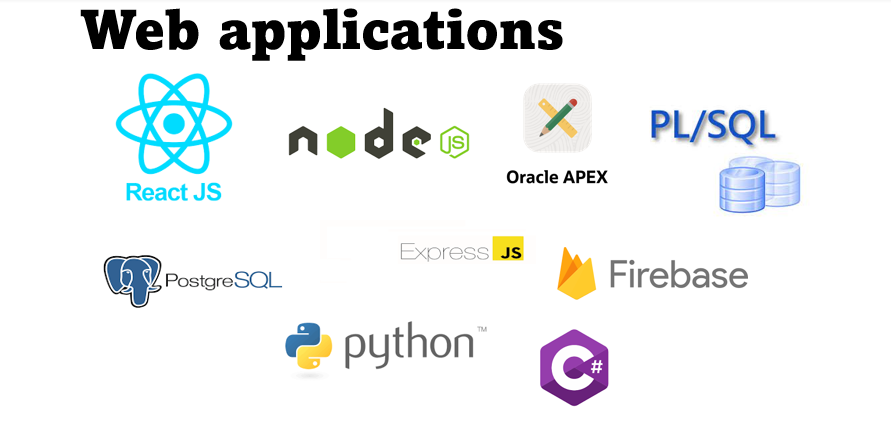 Web applications
React JS
node JS
Oracle APEX
PL/SQL
PostgreSQL
Express JS
Firebase
python™
C#